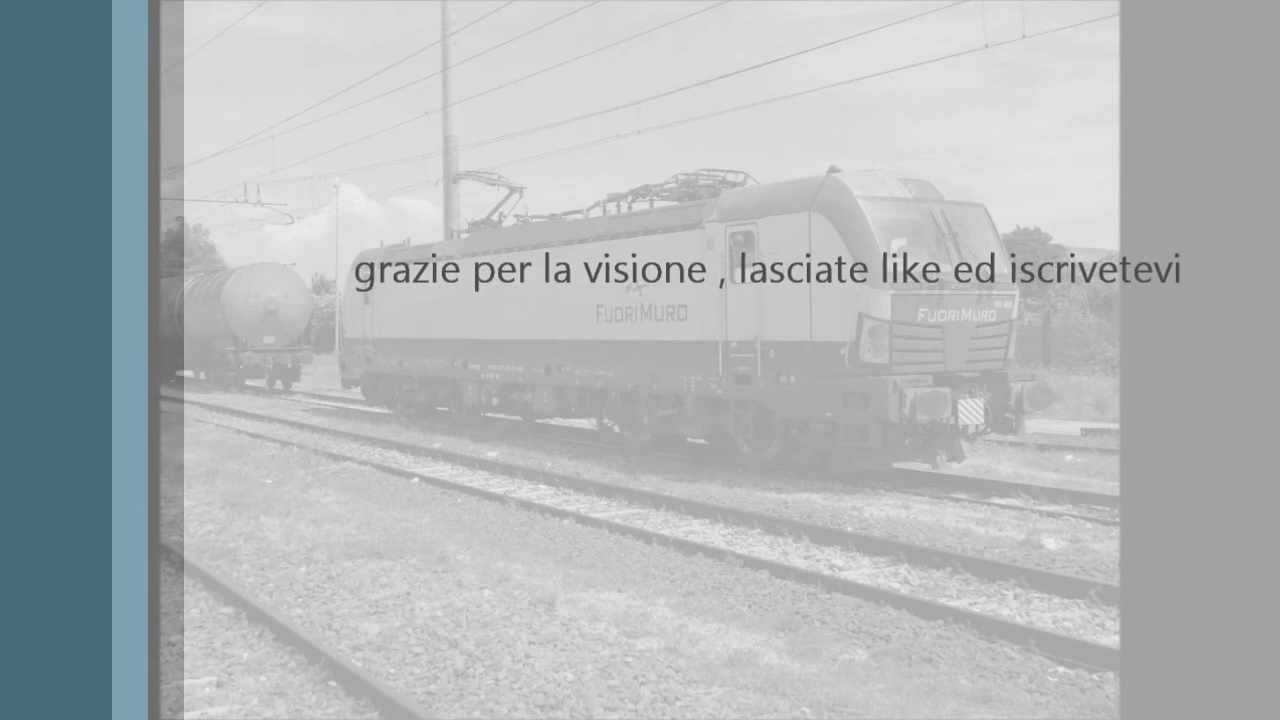 grazie per la visione , lasciate like ed iscrivetevi
FUORIMURO
FUORIMURO